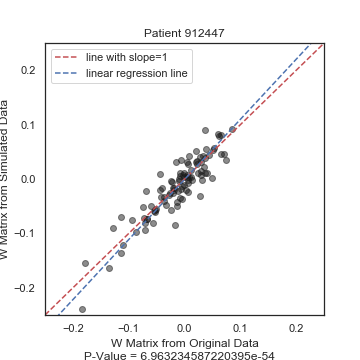 Patient 912447
line with slope=1
linear regression line
W Matrix from Simulated Data
0.2
0.1
0.0
−0.1
−0.2
−0.2
−0.1
0.0
0.1
0.2
W Matrix from Original Data
P-Value = 6.963234587220395e-54